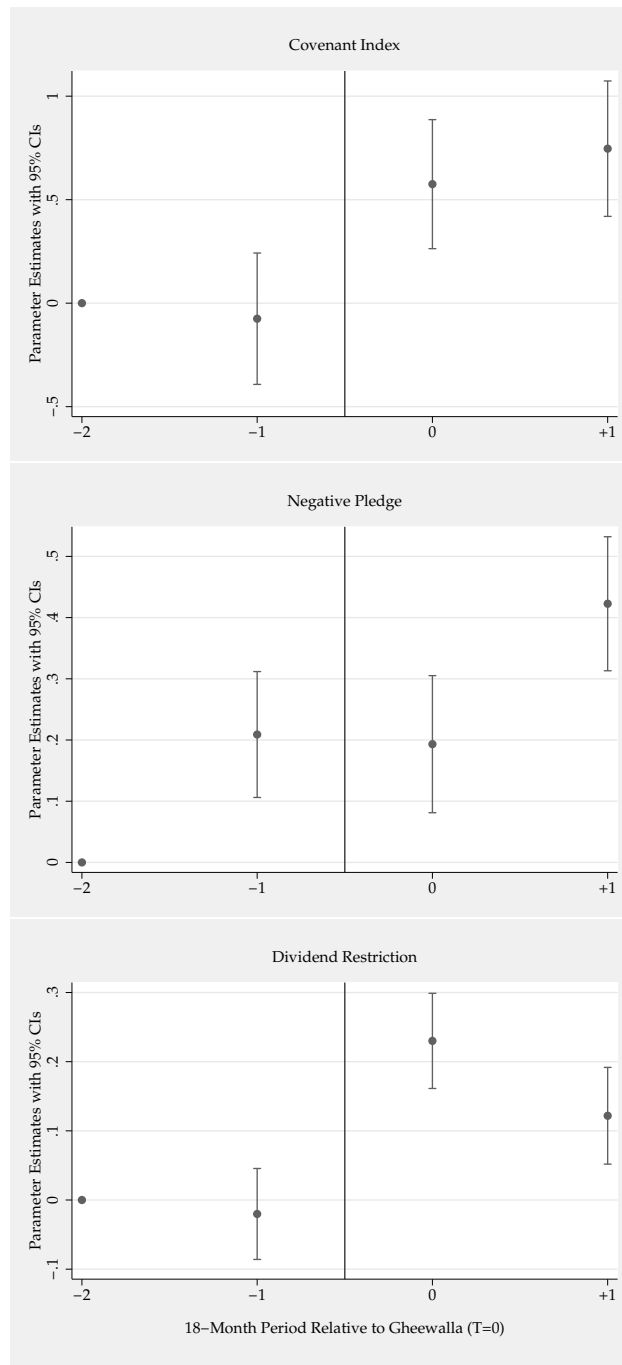 Covenant Index
Parameter Estimates with 95% CIs
1
.5
0
−.5
−2 −1 0 +1
Negative Pledge
Parameter Estimates with 95% CIs
.5
.4
.3
.2
.1
0
−2 −1 0 +1
Dividend Restriction
Parameter Estimates with 95% CIs
.3
.2
.1
0
−.1
−2 −1 0 +1
18−Month Period Relative to Gheewalla (T=0)